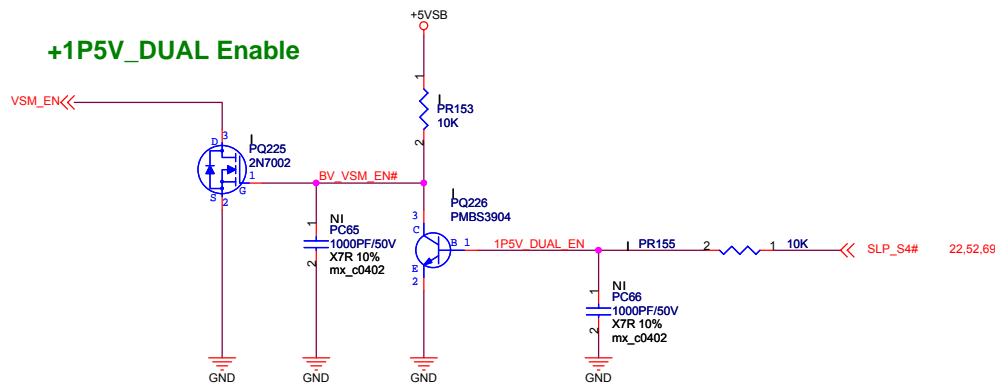 +5VSB
+1P5V_DUAL Enable
VSM_EN
1
I
PR153
10K
2
D 3
I
PQ225
2N7002
1
G
S 2
BV_VSM_EN#
I
PQ226
PMBS3904
3
C
B 1
E
2
NI
PC65
1000PF/50V
X7R 10%
mx_c0402
1
2
1P5V_DUAL_EN
I PR155 2 1 10K
SLP_S4# 22,52,69
NI
PC66
1000PF/50V
X7R 10%
mx_c0402
1
2
GND GND GND GND